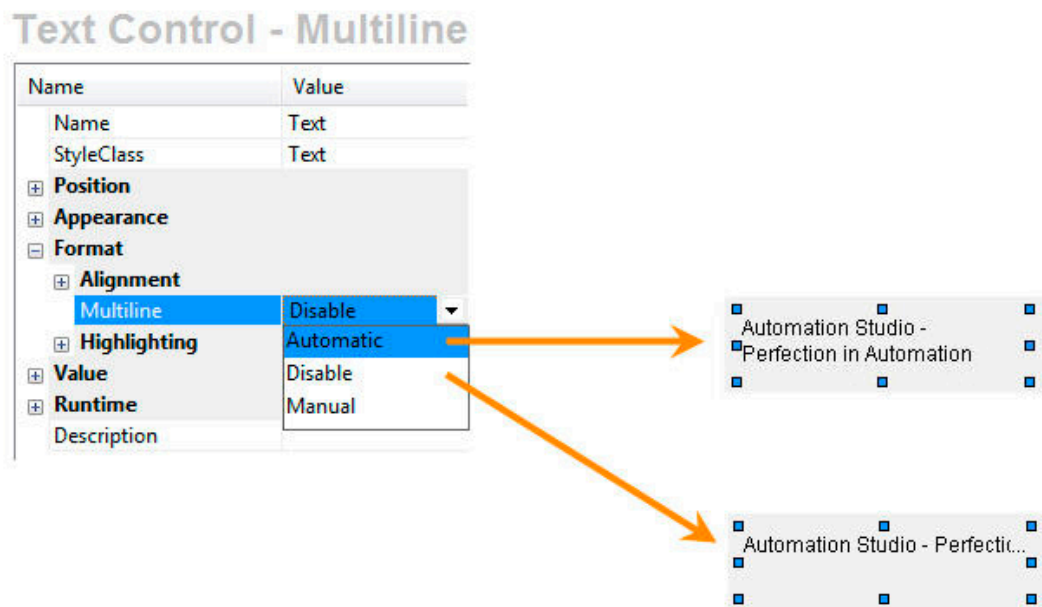 Text Control - Multiline
Name Value
Name Text
StyleClass Text
Position
Appearance
Format
Alignment
Multiline Disable
Highlighting Automatic
Value Disable
Runtime Manual
Description
Automation Studio -
Perfection in Automation
Automation Studio - Perfectic...